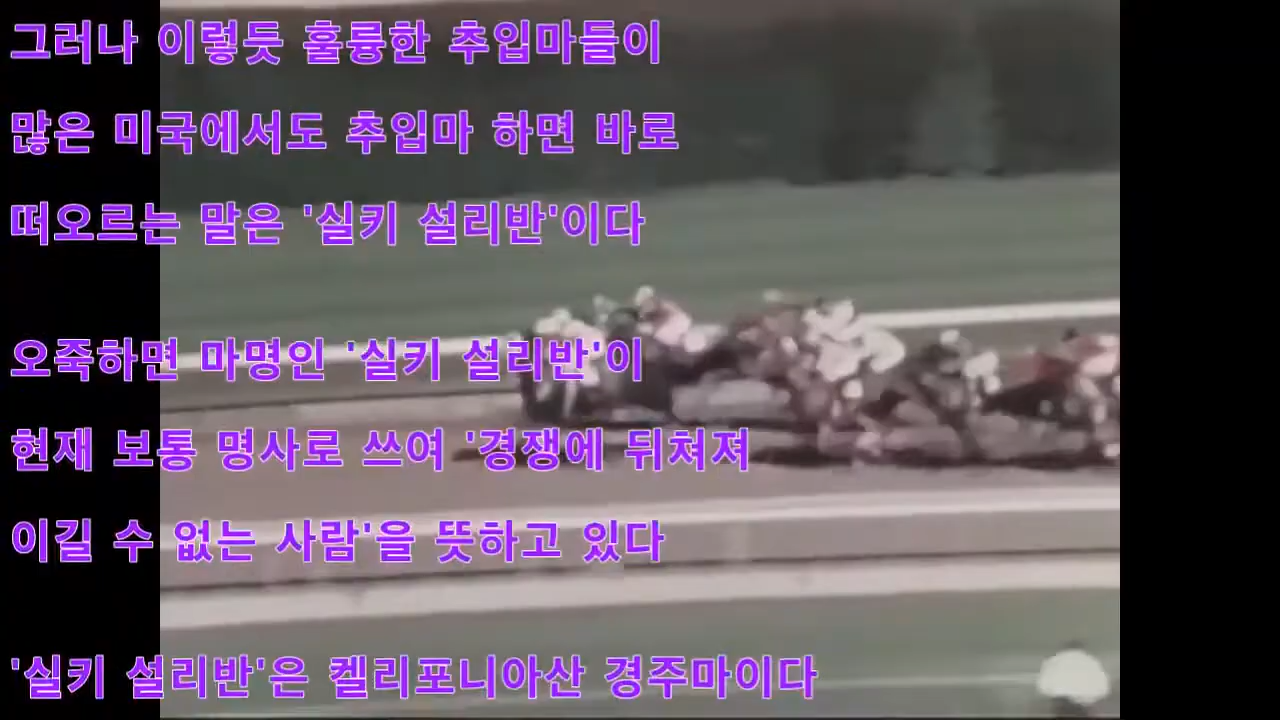 그러나 이렇듯 훌륭한 추입마들이
많은 미국에서도 추입마 하면 바로
떠오르는 말은 '실키 설리반'이다
오죽하면 마명인 '실키 설리반'이
현재 보통 명사로 쓰여 '경쟁에 뒤쳐져
이길 수 없는 사람'을 뜻하고 있다
'실키 설리반'은 켈리포니아산 경주마이다